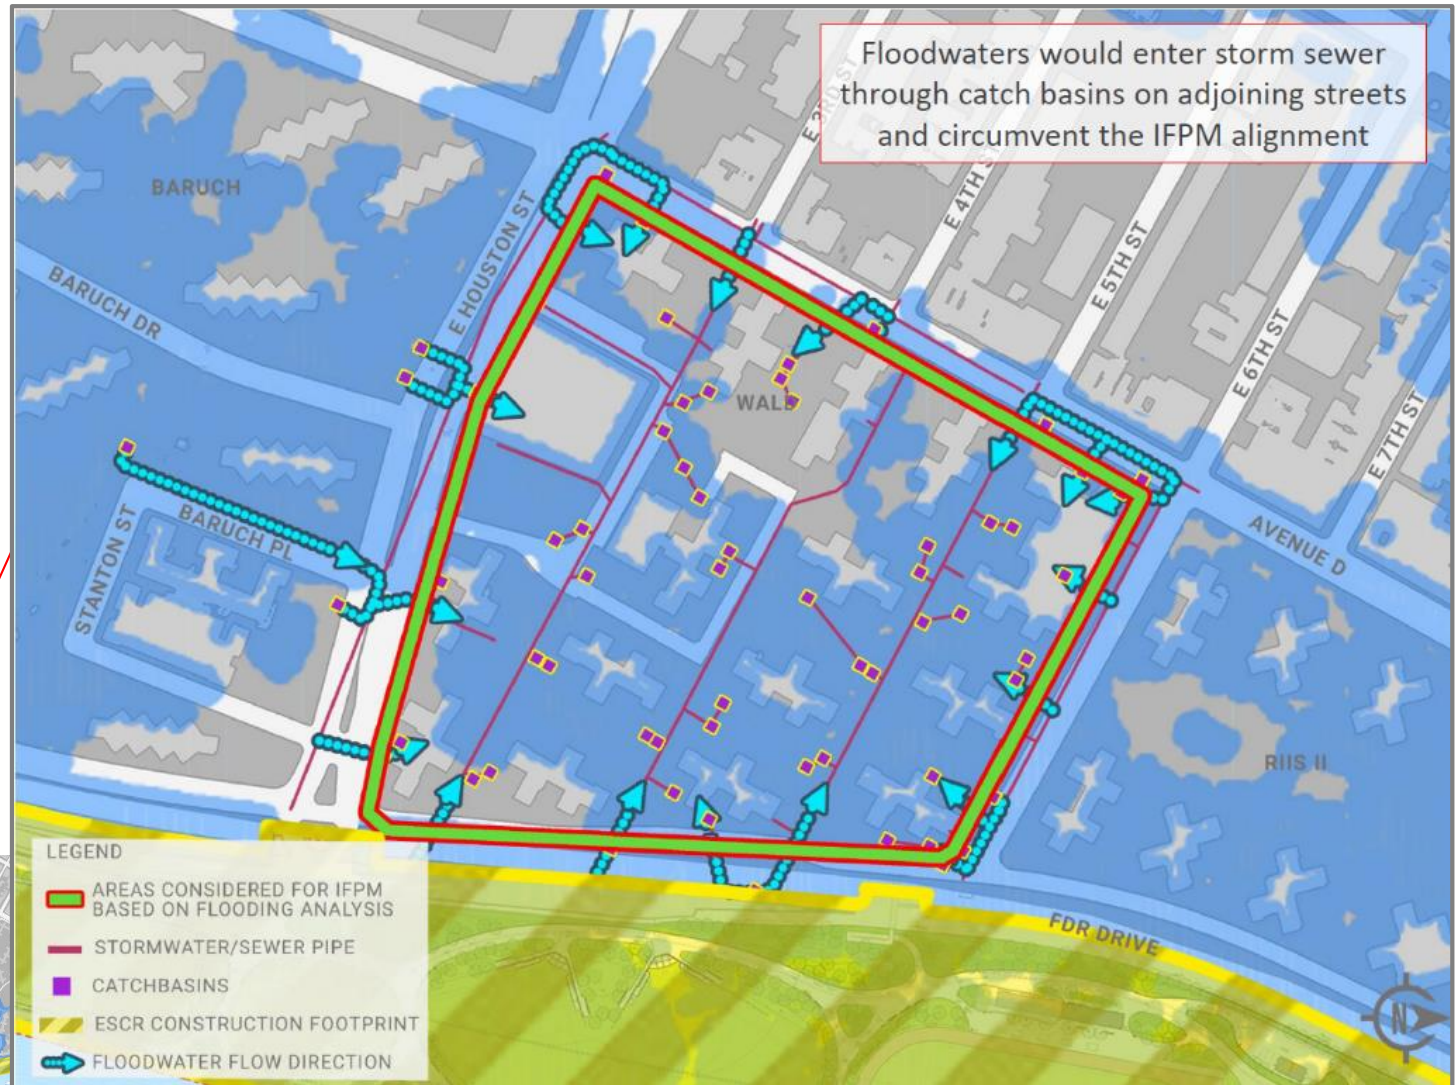 Floodwaters would enter storm sewer
through catch basins on adjoining streets
and circumvent the IFPM alignment
E 3RD ST
E 4TH ST
E 5TH ST
E 6TH ST
E 7TH ST
BARUCH
E HOUSTON ST
BARUCH DR
WALD
STANTON ST
BARUCH PL
AVENUE D
RIIS II
FDR DRIVE
N
LEGEND
AREAS CONSIDERED FOR IFPM
BASED ON FLOODING ANALYSIS
STORMWATER/SEWER PIPE
CATCHBASINS
ESCR CONSTRUCTION FOOTPRINT
FLOODWATER FLOW DIRECTION